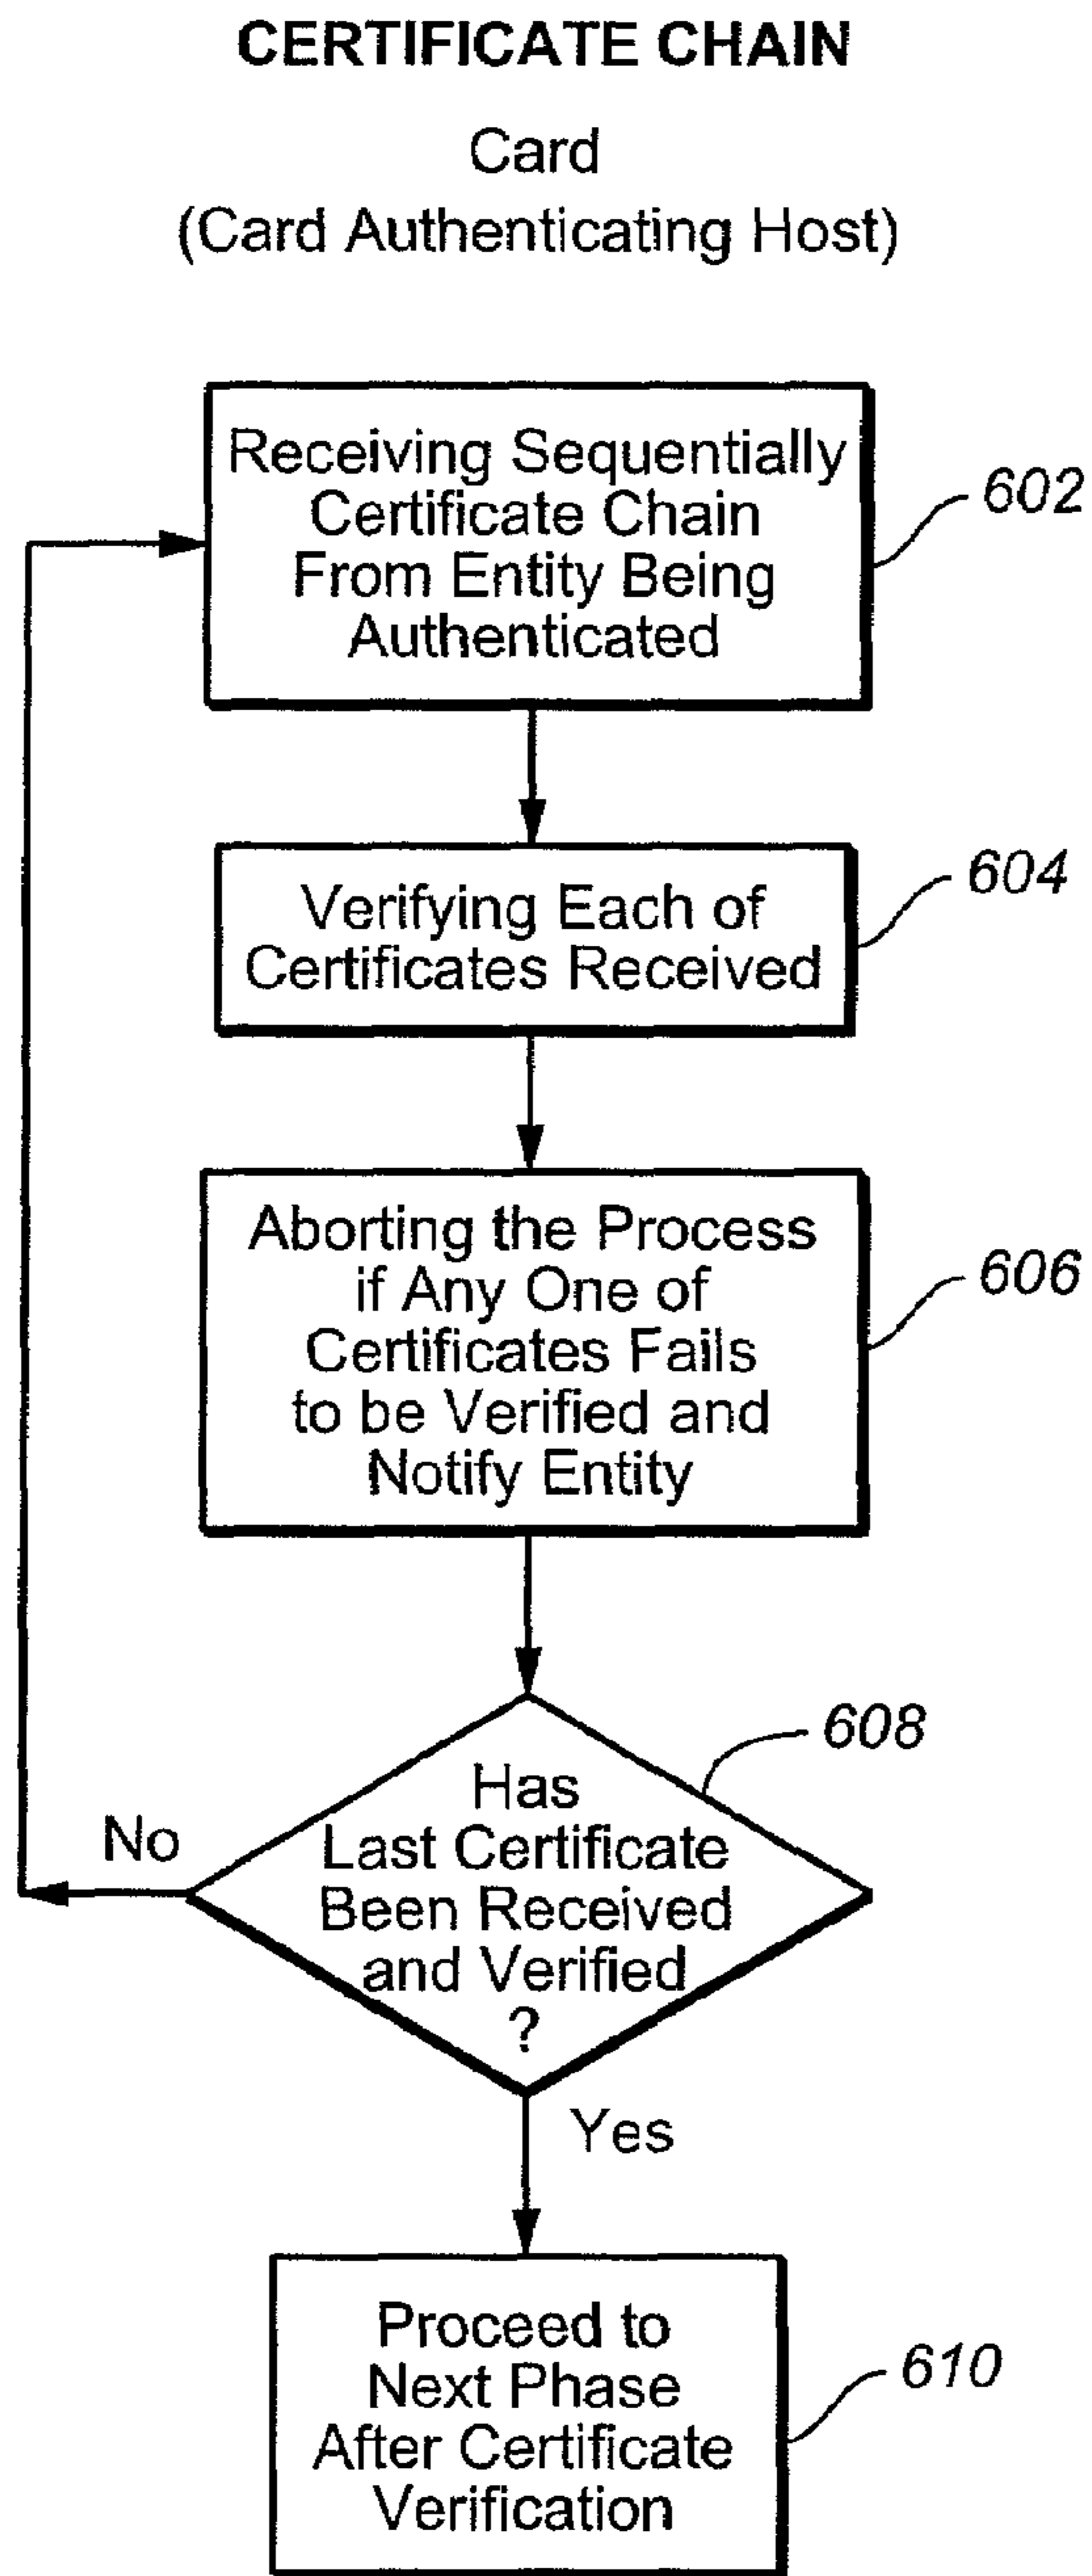 CERTIFICATE CHAIN
Card
(Card Authenticating Host)
Receiving Sequentially
Certificate Chain
From Entity Being
Authenticated
602
Verifying Each of
Certificates Received
604
Aborting the Process
if Any One of
Certificates Fails
to be Verified and
Notify Entity
606
Has
Last Certificate
Been Received
and Verified
?
608
No
Yes
Proceed to
Next Phase
After Certificate
Verification
610